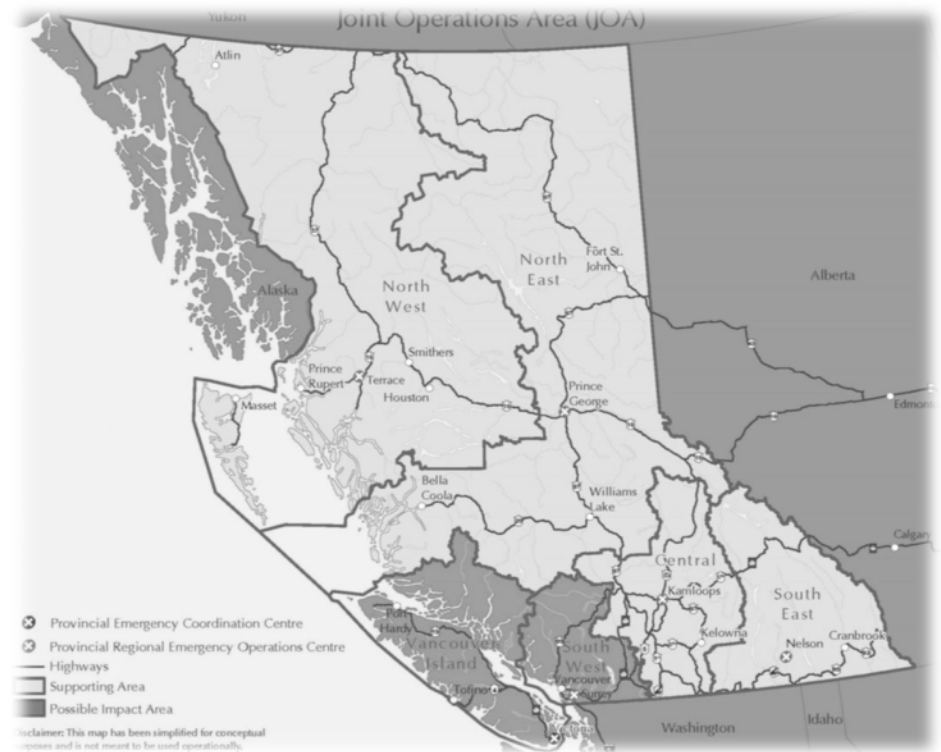 Joint Operations Area (JOA)
Yukon
Atlin
Alaska
North
West
North
East
Fort St.
John
Alberta
Smithers
Prince
Rupert
Terrace
Houston
Masset
Prince
George
Edmonto
Bella
Coola
Williams
Lake
Calgary
Central
Kamloops
South
East
Kelowna
Nelson
Cranbrook
Port
Hardy
Vancouver
Island
South
West
Tofino
Vancouver
Surrey
Victoria
Washington
Idaho
Provincial Emergency Coordination Centre
Provincial Regional Emergency Operations Centre
Highways
Supporting Area
Possible Impact Area
isclaimer: This map has been simplified for conceptual
rposes and is not meant to be used operationally.